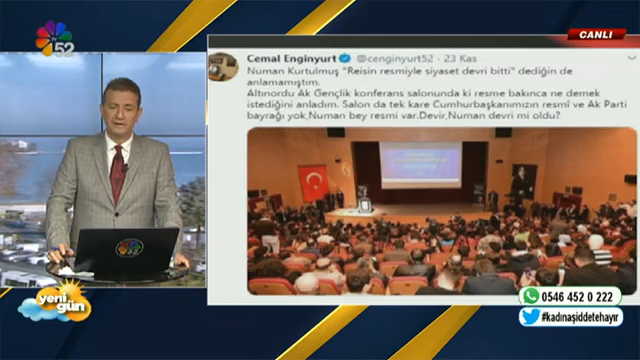 52
CANLI
Cemal Enginyurt @cenginyurt52 · 23 Kas
Numan Kurtulmuş "Reisin resmiyle siyaset devri bitti" dediğin de
anlamamıştım.
Altınordu Ak Gençlik konferans salonunda ki resme bakınca ne demek
istediğini anladım. Salon da tek kare Cumhurbaşkanımızın resmî ve Ak Parti
bayrağı yok,Numan bey resmi var.Devir,Numan devri mi oldu?
52
yeni
gün
0546 452 0 222
#kadınaşiddetehayır